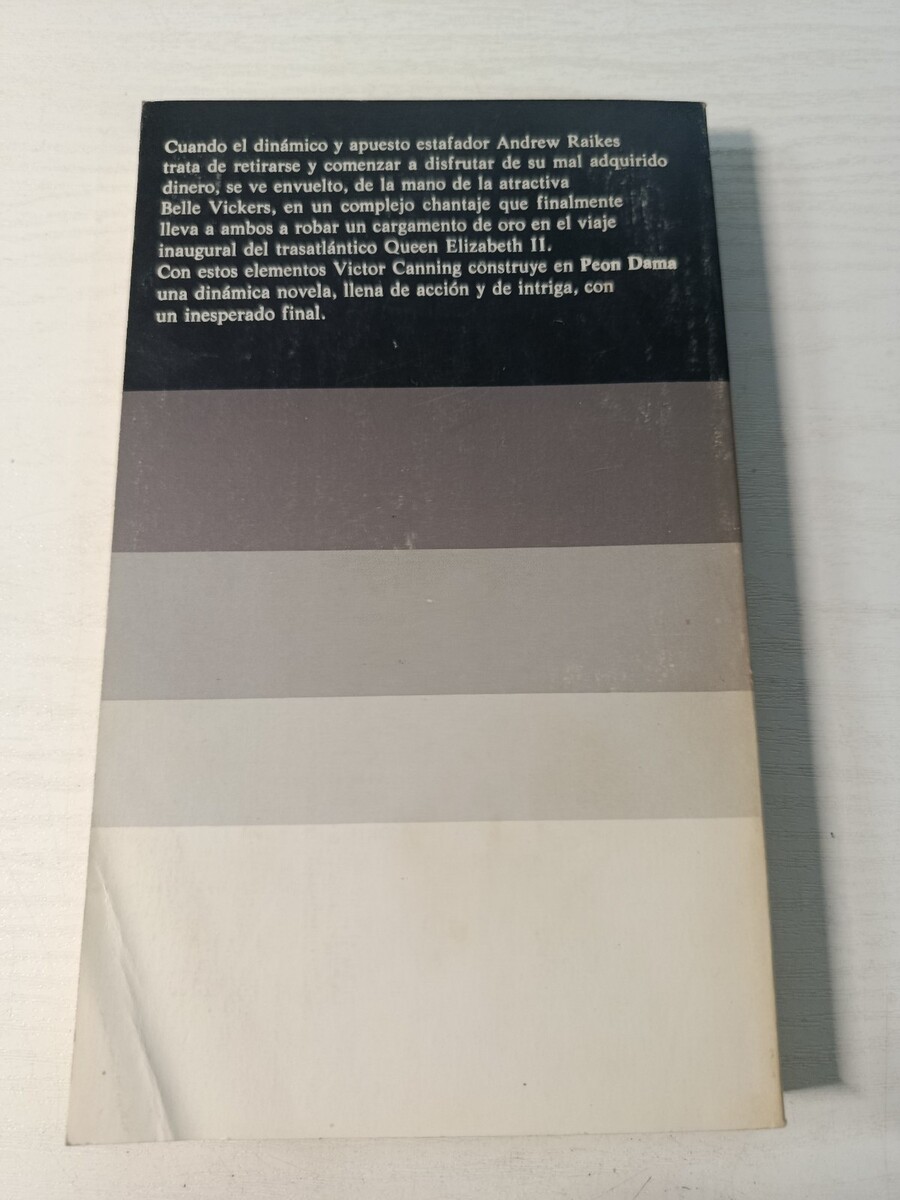 Cuando el dinámico y apuesto estafador Andrew Raikes
trata de retirarse y comenzar a disfrutar de su mal adquirido
dinero, se ve envuelto, de la mano de la atractiva
Belle Vickers, en un complejo chantaje que finalmente
lleva a ambos a robar un cargamento de oro en el viaje
inaugural del trasatlántico Queen Elizabeth II.
Con estos elementos Victor Canning construye en Peon Dama
una dinámica novela, llena de acción y de intriga, con
un inesperado final.